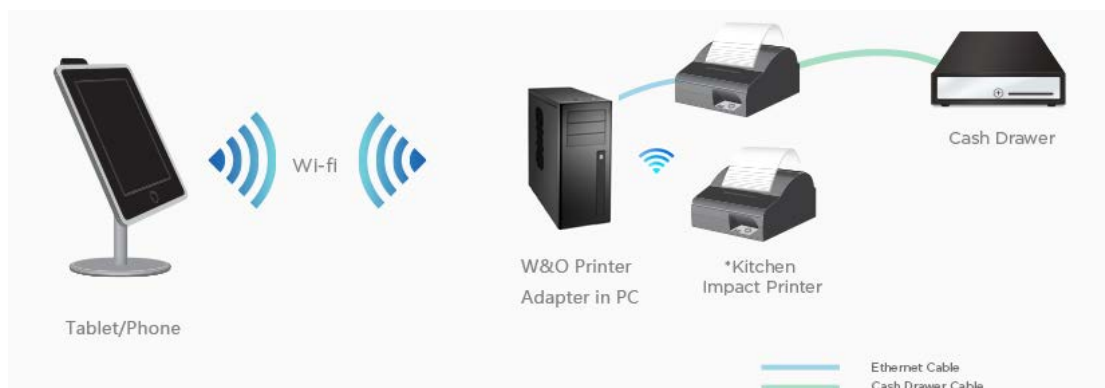 Wi-fi
Cash Drawer
W&O Printer
Adapter in PC
*Kitchen
Impact Printer
Tablet/Phone
Ethernet Cable
Cash Drawer Cable